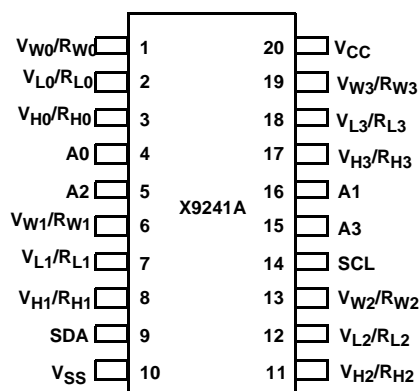 VW0/RW0 1 20 VCC
VL0/RL0 2 19 VW3/RW3
VH0/RH0 3 18 VL3/RL3
A0 4 17 VH3/RH3
A2 5 16 A1
X9241A
VW1/RW1 6 15 A3
VL1/RL1 7 14 SCL
VH1/RH1 8 13 VW2/RW2
SDA 9 12 VL2/RL2
VSS 10 11 VH2/RH2